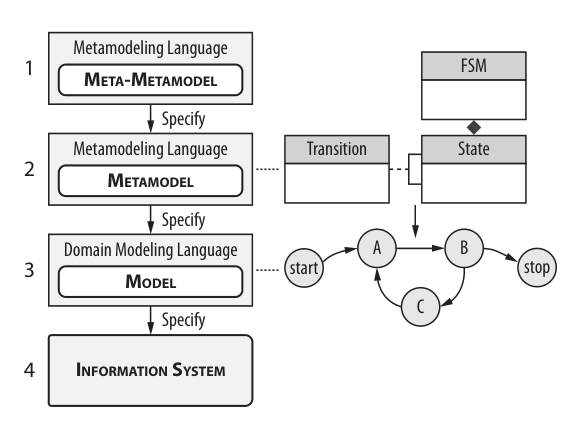 1
Metamodeling Language
META-METAMODEL
Specify
2
Metamodeling Language
METAMODEL
Specify
3
Domain Modeling Language
MODEL
Specify
4
INFORMATION SYSTEM
FSM
Transition
State
start
A
B
C
stop